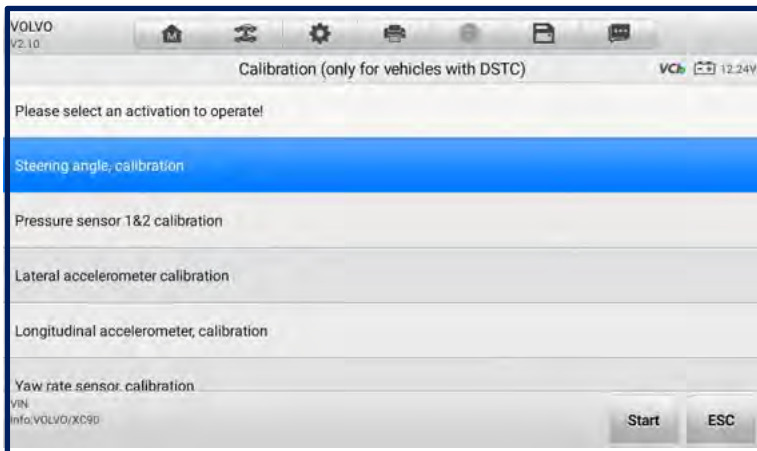 VOLVO
V2.10
Calibration (only for vehicles with DSTC)
VCI 12.24V
Please select an activation to operate!
Steering angle, calibration
Pressure sensor 1&2 calibration
Lateral accelerometer calibration
Longitudinal accelerometer, calibration
Yaw rate sensor, calibration
VIN
Info:VOLVO/XC90
Start
ESC